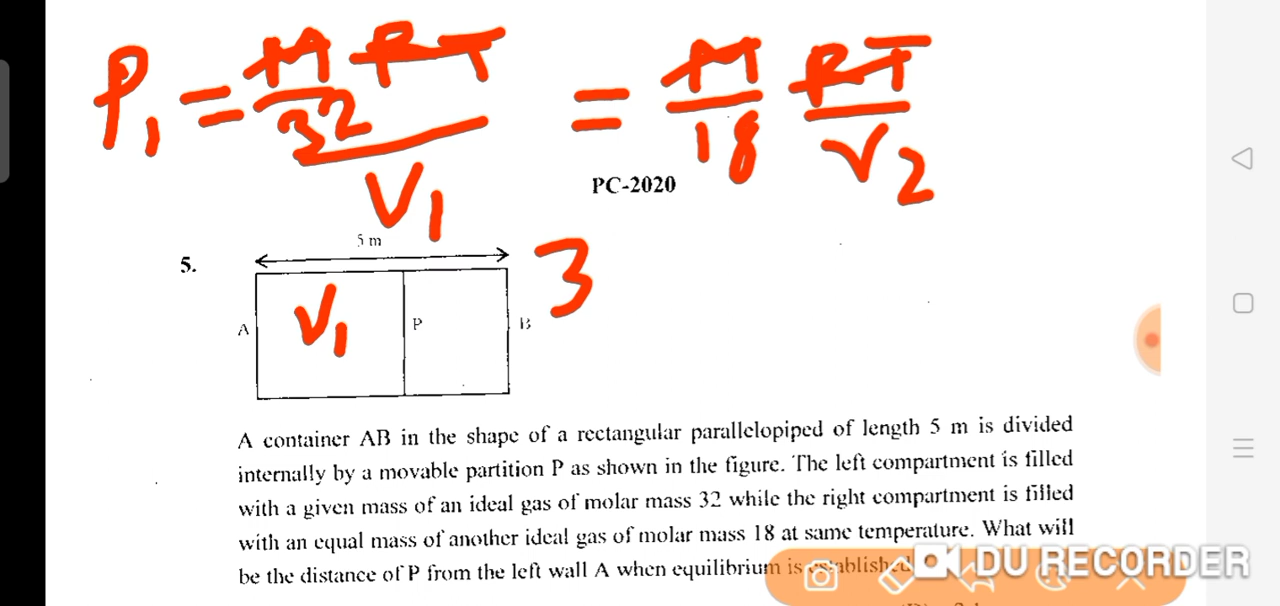 P₁ = M/32 RT / V₁ = M/18 RT/V₂
PC-2020
5 m
5.
3
V₁
A
P
B
A container AB in the shape of a rectangular parallelopiped of length 5 m is divided
internally by a movable partition P as shown in the figure. The left compartment is filled
with a given mass of an ideal gas of molar mass 32 while the right compartment is filled
with an equal mass of another ideal gas of molar mass 18 at same temperature. What will
be the distance of P from the left wall A when equilibrium is established
DU RECORDER